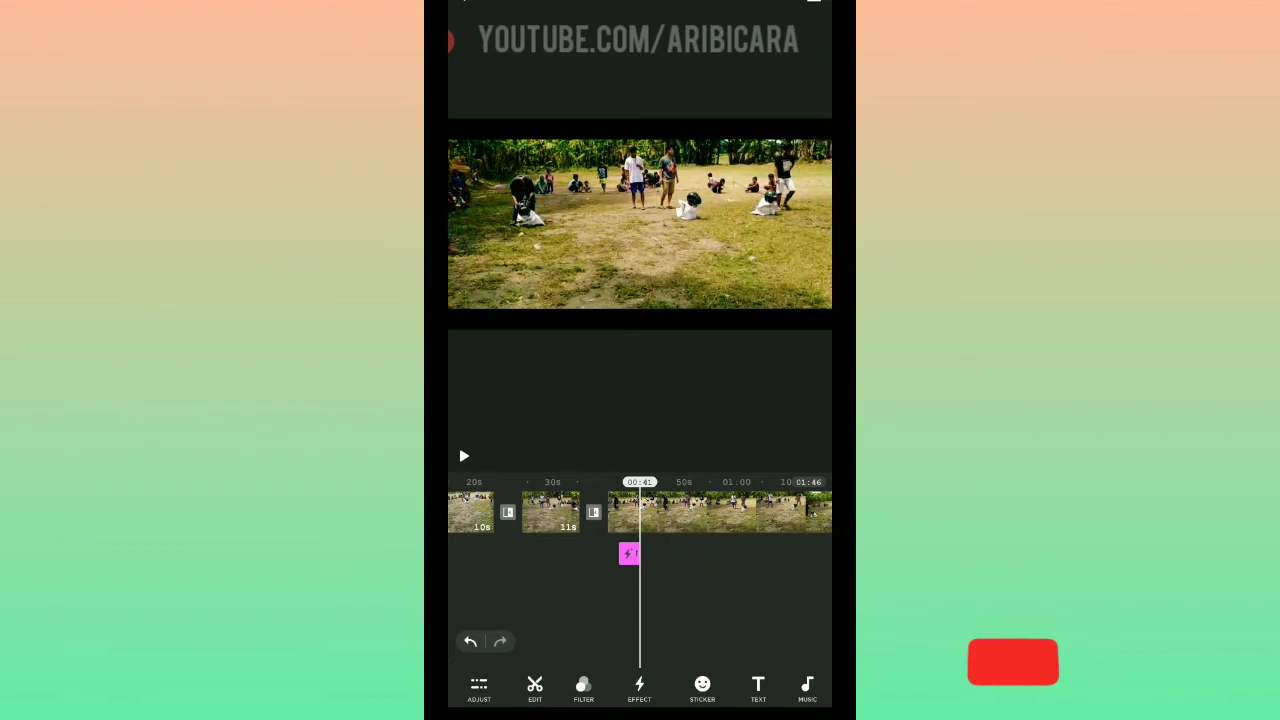 YOUTUBE.COM/ARIBICARA
20s 30s 00:41 50s 01:00 10 01:46
10s 11s
ADJUST EDIT FILTER EFFECT STICKER TEXT MUSIC